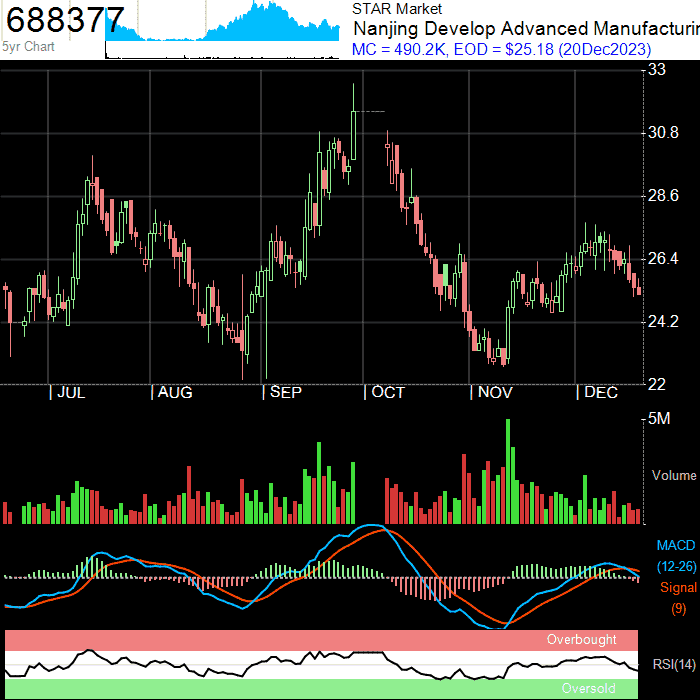 688377
5yr Chart
STAR Market
Nanjing Develop Advanced Manufacturin
MC = 490.2K, EOD = $25.18 (20Dec2023)
33
30.8
28.6
26.4
24.2
22
JUL AUG SEP OCT NOV DEC
5M
Volume
MACD
(12-26)
Signal
(9)
Overbought
RSI(14)
Oversold